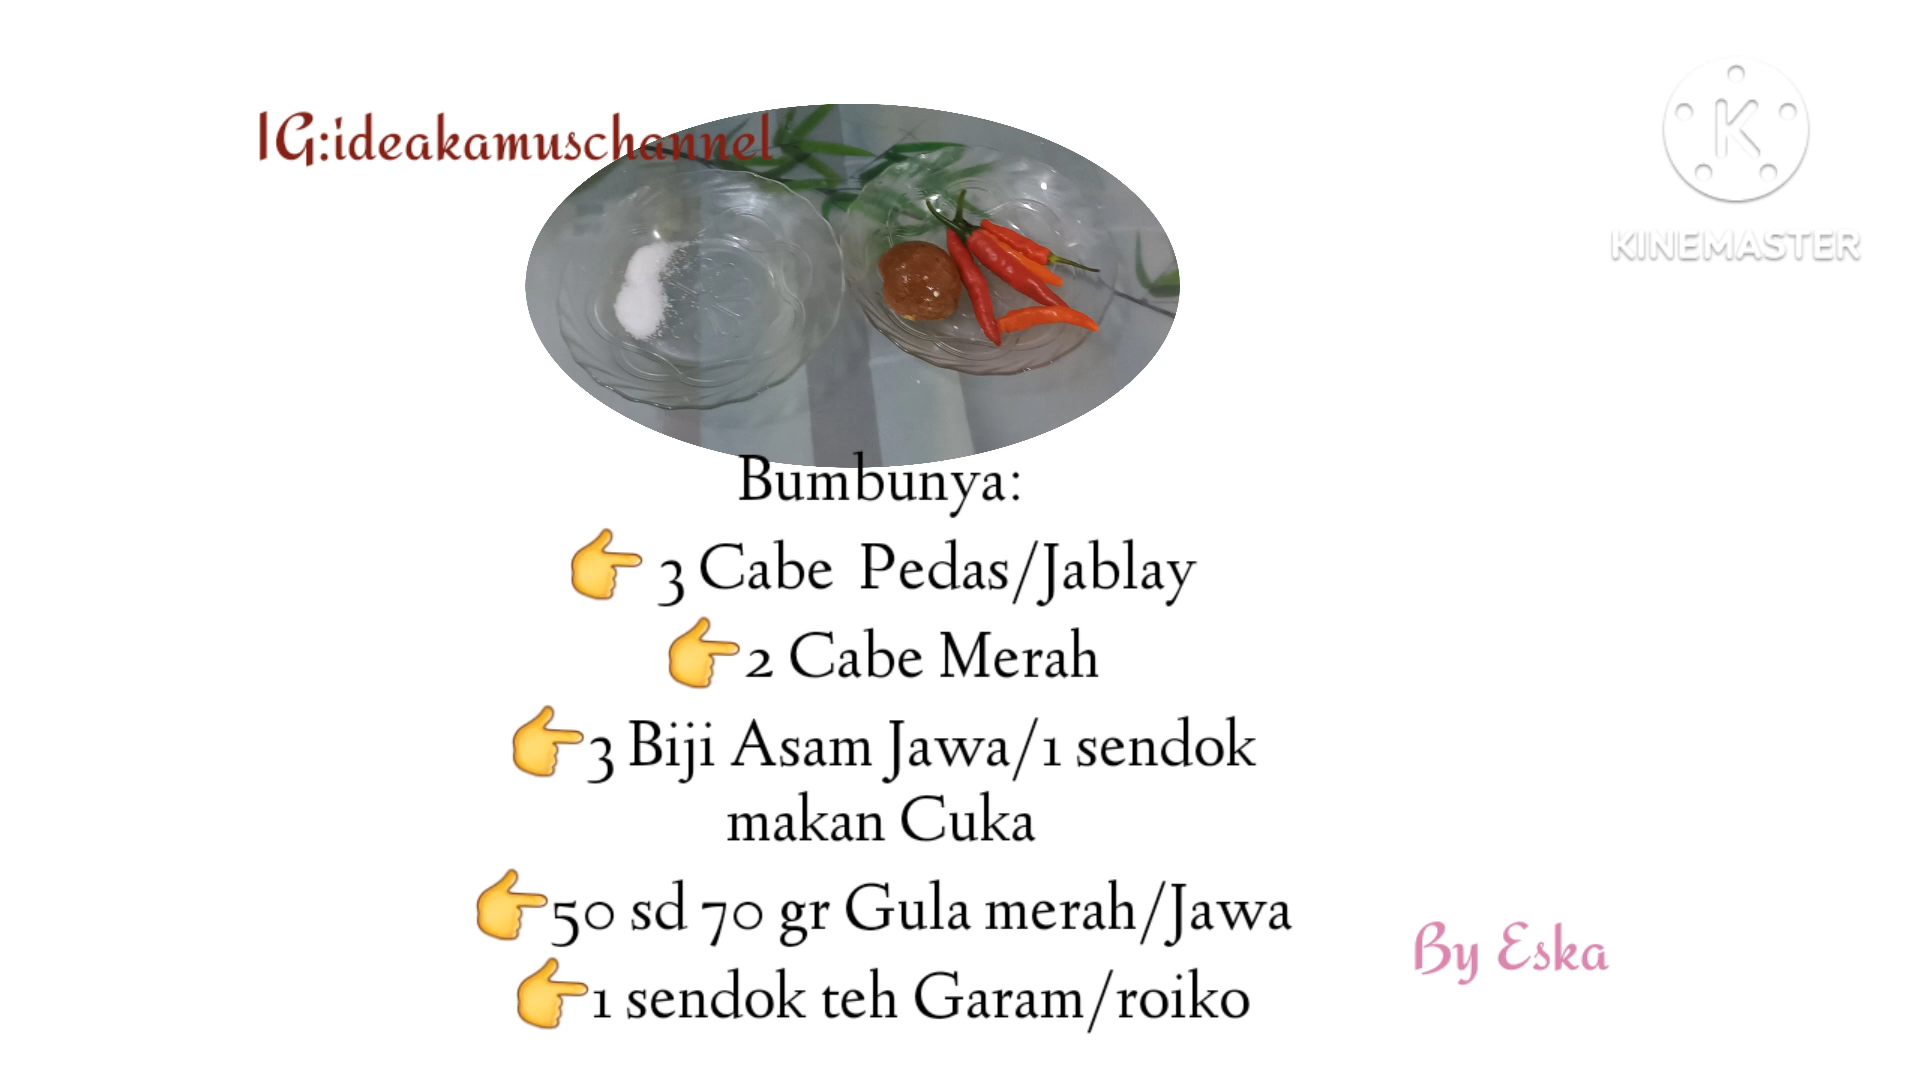 IG:ideakamuschannel
KINEMASTER
Bumbunya:
👉 3 Cabe Pedas/Jablay
👉2 Cabe Merah
👉3 Biji Asam Jawa/1 sendok
makan Cuka
👉50 sd 70 gr Gula merah/Jawa
👉1 sendok teh Garam/roiko
By Eska